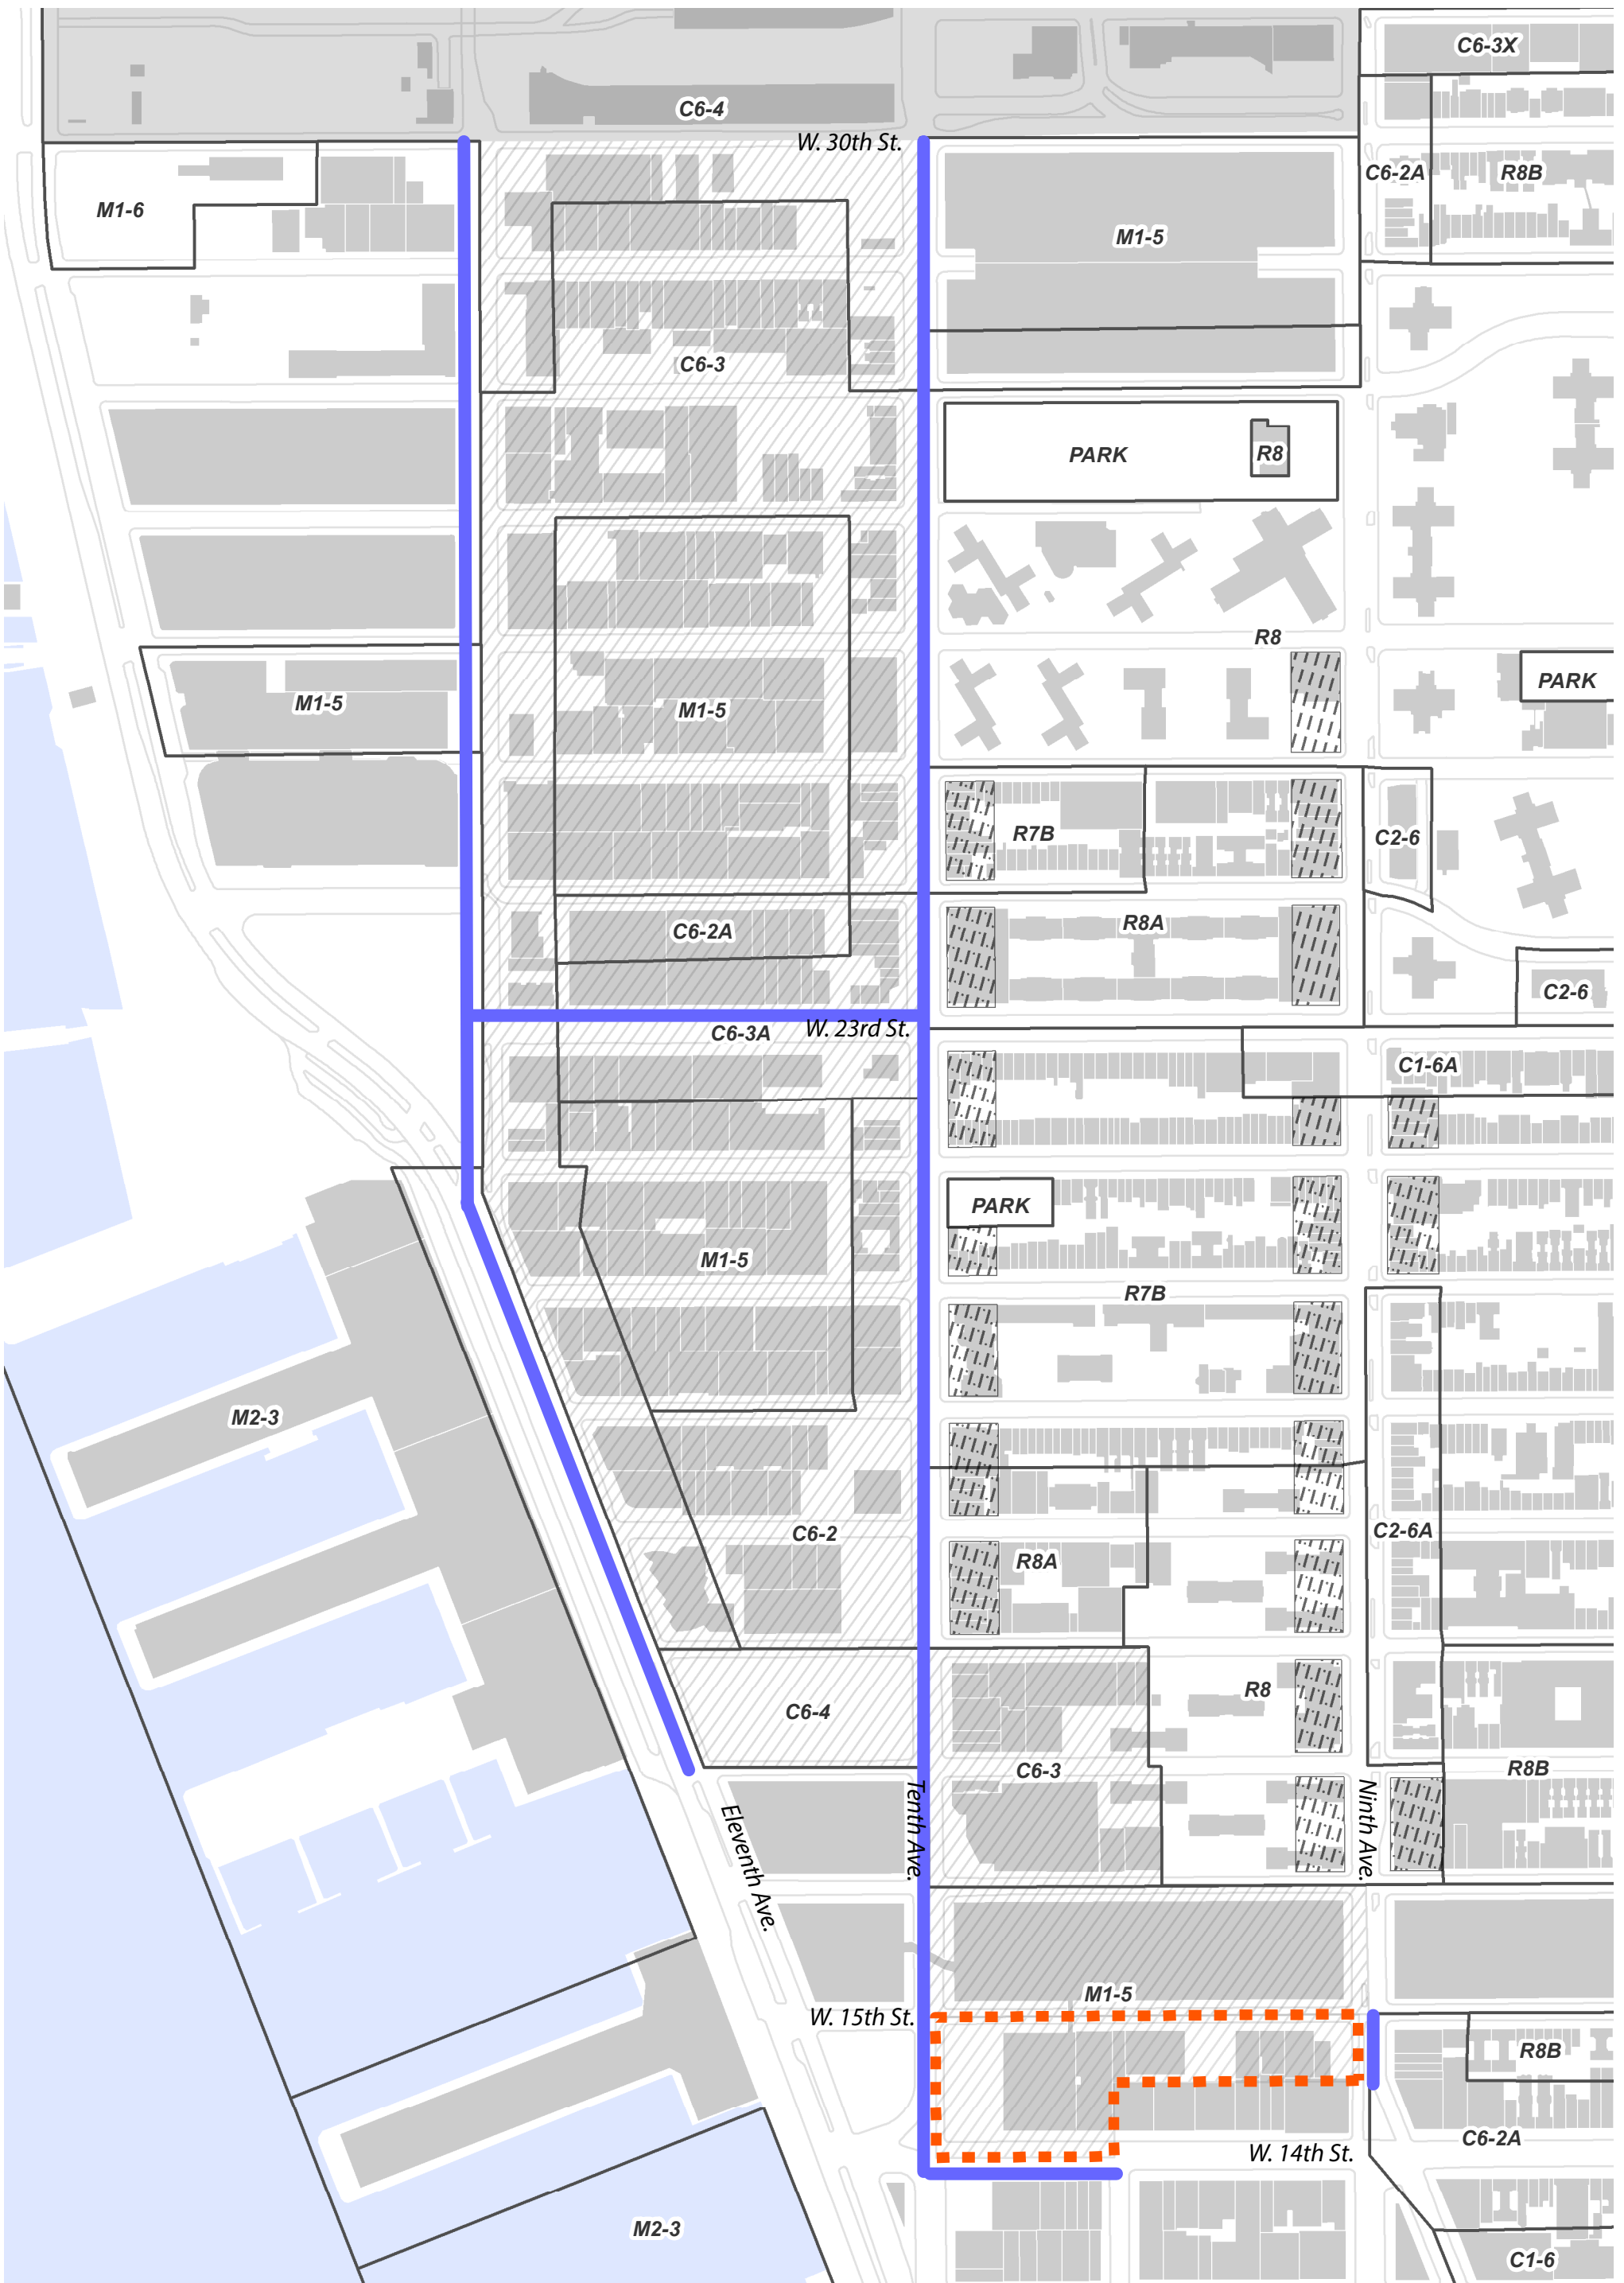 C6-3X
C6-4
W. 30th St.
C6-2A
R8B
M1-6
M1-5
C6-3
PARK
R8
R8
PARK
M1-5
M1-5
R7B
C2-6
R8A
C6-2A
C2-6
W. 23rd St.
C6-3A
C1-6A
PARK
M1-5
R7B
M2-3
C2-6A
C6-2
R8A
R8
C6-4
C6-3
R8B
Tenth Ave.
Ninth Ave.
Eleventh Ave.
M1-5
W. 15th St.
R8B
C6-2A
W. 14th St.
M2-3
C1-6